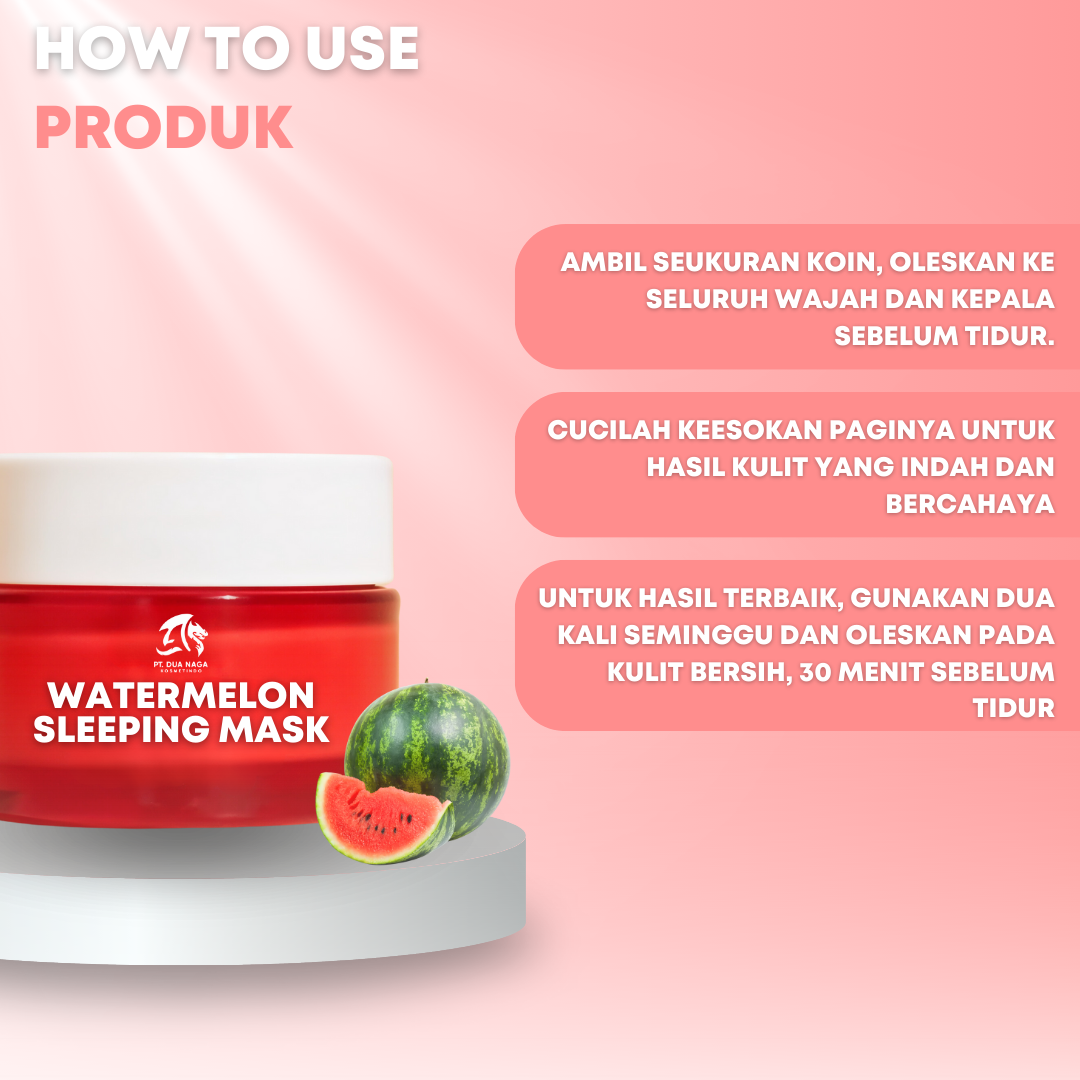 HOW TO USE
PRODUK
AMBIL SEUKURAN KOIN, OLESKAN KE
SELURUH WAJAH DAN KEPALA
SEBELUM TIDUR.
CUCILAH KEESOKAN PAGINYA UNTUK
HASIL KULIT YANG INDAH DAN
BERCAHAYA
UNTUK HASIL TERBAIK, GUNAKAN DUA
KALI SEMINGGU DAN OLESKAN PADA
KULIT BERSIH, 30 MENIT SEBELUM
TIDUR
PT. DUA NAGA
KOSMETINDO
WATERMELON
SLEEPING MASK